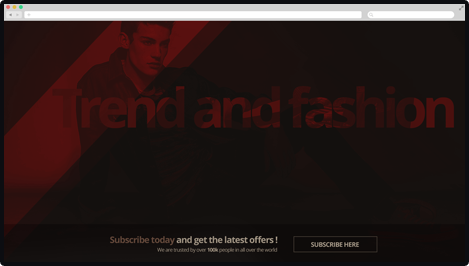 Trend and fashion
Subscribe today and get the latest offers !
We are trusted by over 100k people in all over the world
SUBSCRIBE HERE